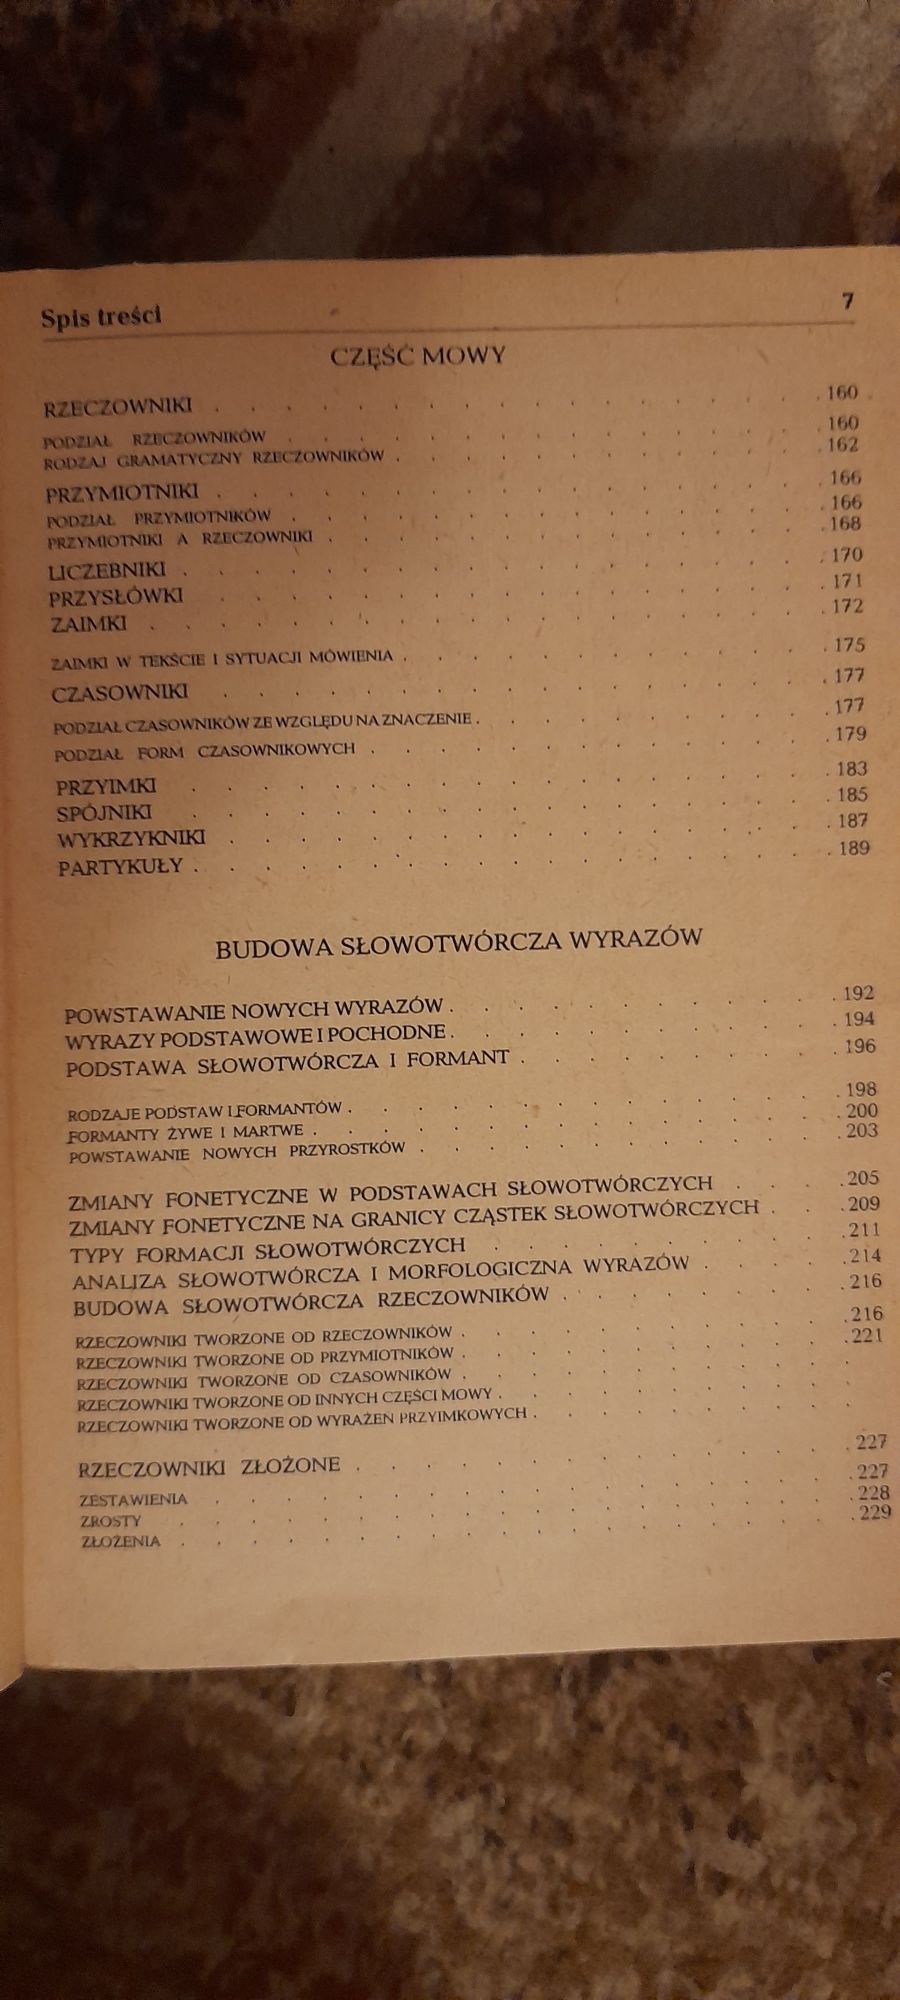 Spis treści 7
CZĘŚĆ MOWY
RZECZOWNIKI . . . . . . . . . . . . . . . . . . 160
PODZIAŁ RZECZOWNIKÓW . . . . . . . . . . . . . . . 160
RODZAJ GRAMATYCZNY RZECZOWNIKÓW . . . . . . . . . . . . 162
PRZYMIOTNIKI . . . . . . . . . . . . . . . . . . 166
PODZIAŁ PRZYMIOTNIKÓW . . . . . . . . . . . . . . . 166
PRZYMIOTNIKI A RZECZOWNIKI . . . . . . . . . . . . . . 168
LICZEBNIKI . . . . . . . . . . . . . . . . . . 170
PRZYSŁÓWKI . . . . . . . . . . . . . . . . . . 171
ZAIMKI . . . . . . . . . . . . . . . . . . . 172
ZAIMKI W TEKŚCIE I SYTUACJI MÓWIENIA . . . . . . . . . . . . 175
CZASOWNIKI . . . . . . . . . . . . . . . . . . 177
PODZIAŁ CZASOWNIKÓW ZE WZGLĘDU NA ZNACZENIE . . . . . . . . . . 177
PODZIAŁ FORM CZASOWNIKOWYCH . . . . . . . . . . . . . 179
PRZYIMKI . . . . . . . . . . . . . . . . . . 183
SPÓJNIKI . . . . . . . . . . . . . . . . . . 185
WYKRZYKNIKI . . . . . . . . . . . . . . . . . 187
PARTYKUŁY . . . . . . . . . . . . . . . . . . 189
BUDOWA SŁOWOTWÓRCZA WYRAZÓW
POWSTAWANIE NOWYCH WYRAZÓW . . . . . . . . . . . 192
WYRAZY PODSTAWOWE I POCHODNE . . . . . . . . . . . 194
PODSTAWA SŁOWOTWÓRCZA I FORMANT . . . . . . . . . 196
RODZAJE PODSTAW I FORMANTÓW . . . . . . . . . . . . . . 198
FORMANTY ŻYWE I MARTWE . . . . . . . . . . . . . . . 200
POWSTAWANIE NOWYCH PRZYROSTKÓW . . . . . . . . . . . . 203
ZMIANY FONETYCZNE W PODSTAWACH SŁOWOTWÓRCZYCH . . . . 205
ZMIANY FONETYCZNE NA GRANICY CZĄSTEK SŁOWOTWÓRCZYCH . . . 209
TYPY FORMACJI SŁOWOTWÓRCZYCH . . . . . . . . . . . 211
ANALIZA SŁOWOTWÓRCZA I MORFOLOGICZNA WYRAZÓW . . . . . 214
BUDOWA SŁOWOTWÓRCZA RZECZOWNIKÓW . . . . . . . . . 216
RZECZOWNIKI TWORZONE OD RZECZOWNIKÓW . . . . . . . . . . . 216
RZECZOWNIKI TWORZONE OD PRZYMIOTNIKÓW . . . . . . . . . . . 221
RZECZOWNIKI TWORZONE OD CZASOWNIKÓW . . . . . . . . . . .
RZECZOWNIKI TWORZONE OD INNYCH CZĘŚCI MOWY . . . . . . . . . .
RZECZOWNIKI TWORZONE OD WYRAŻEŃ PRZYIMKOWYCH . . . . . . . . .
RZECZOWNIKI ZŁOŻONE . . . . . . . . . . . . . . 227
ZESTAWIENIA . . . . . . . . . . . . . . . . . . 227
ZROSTY . . . . . . . . . . . . . . . . . . . 228
ZŁOŻENIA . . . . . . . . . . . . . . . . . . . 229